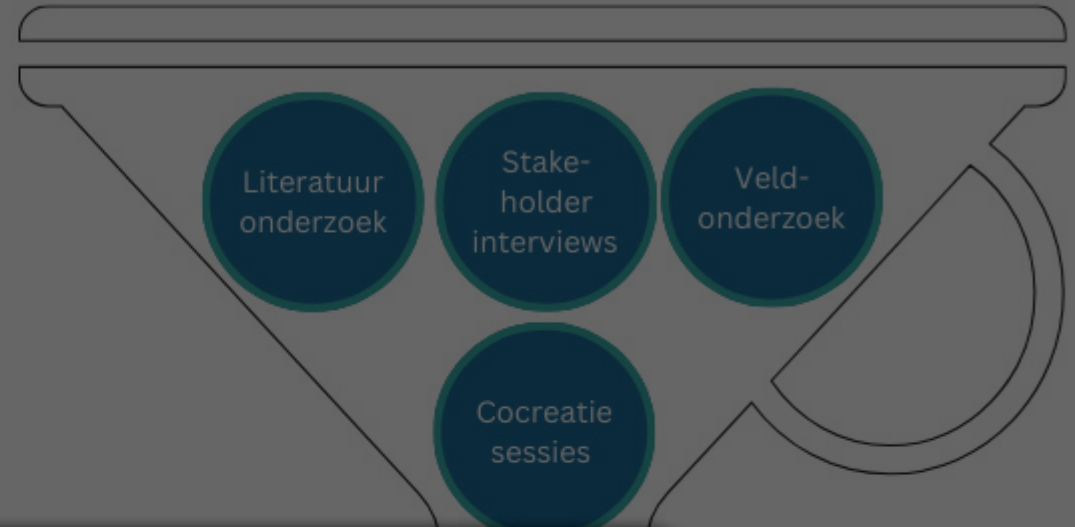 Literatuur
onderzoek
Stake-
holder
interviews
Veld-
onderzoek
Cocreatie
sessies